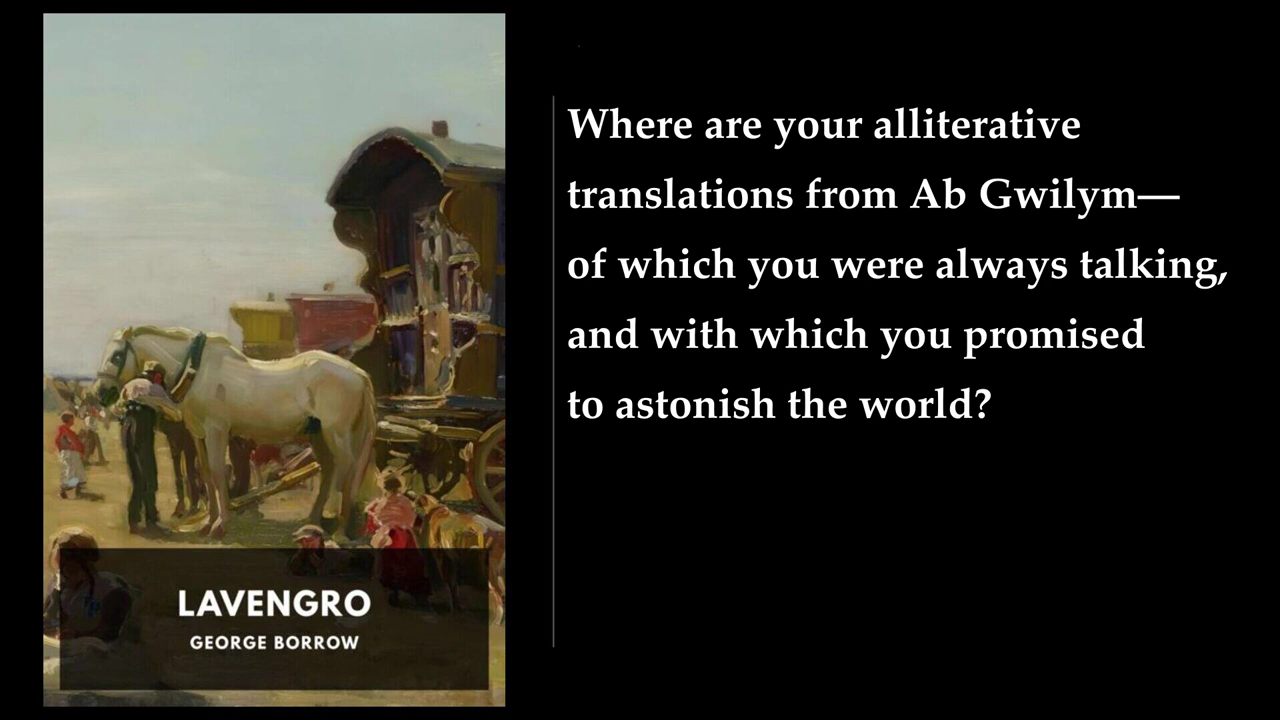 Where are your alliterative
translations from Ab Gwilym—
of which you were always talking,
and with which you promised
to astonish the world?
LAVENGRO
GEORGE BORROW